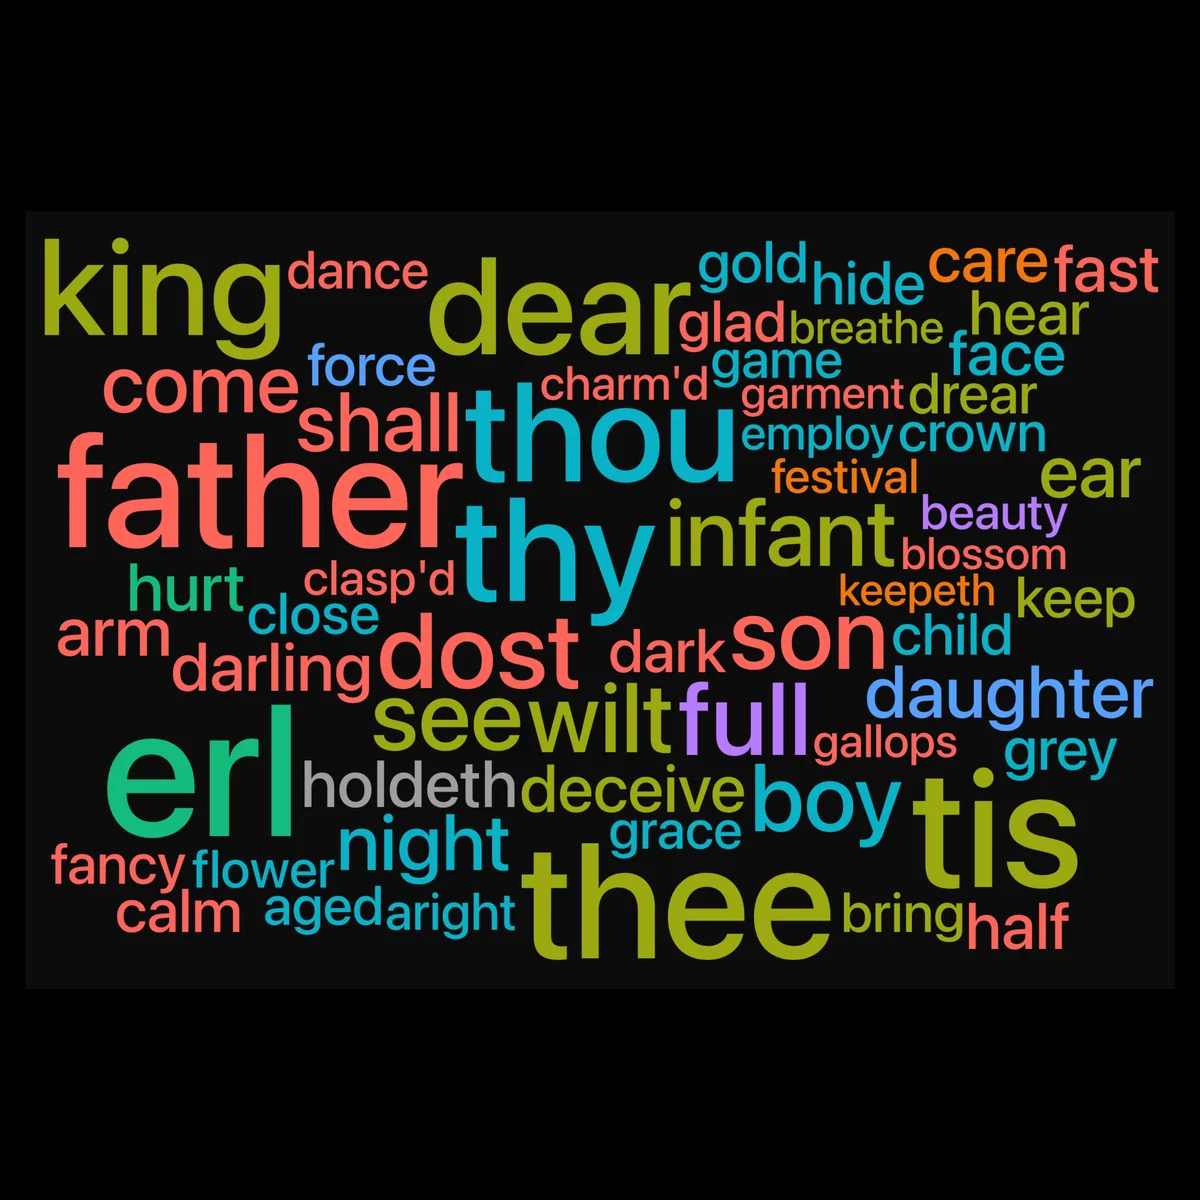 king dance dear gold hide care fast
glad breathe hear
force game face
come charm'd garment drear
shall thou employ crown
father festival ear
thy infant beauty
blossom
hurt clasp'd keepeth keep
close
arm darling dost dark son child
see wilt full daughter
gallops grey
erl holdeth deceive boy tis
night grace
fancy flower thee
calm aged aright bring half